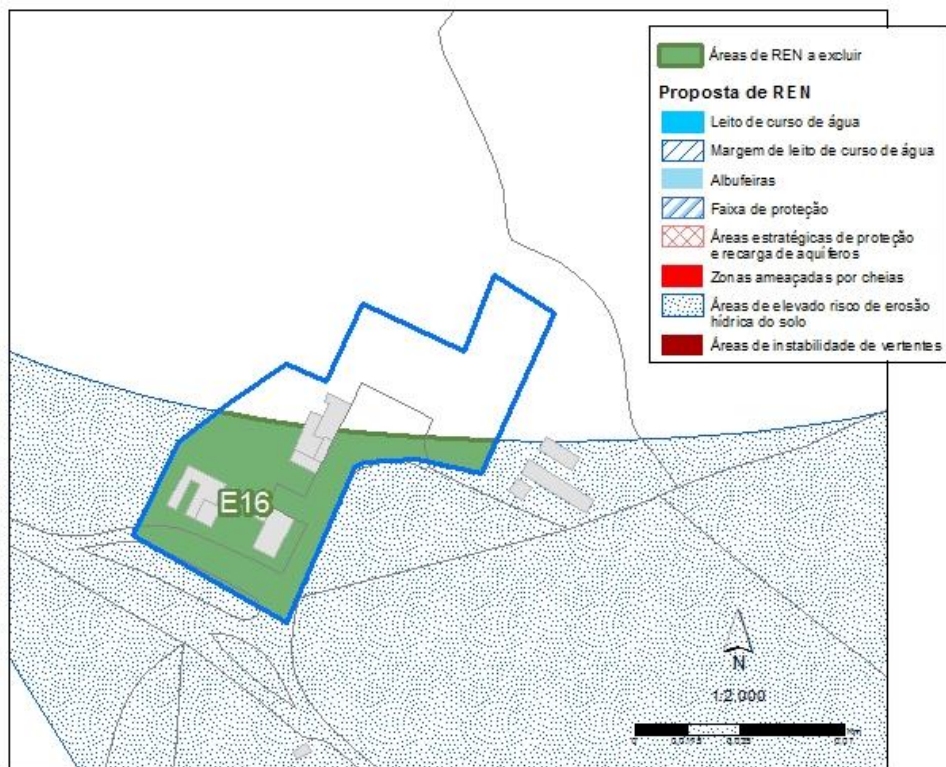 Áreas de REN a excluir
Proposta de REN
Leito de curso de água
Margem de leito de curso de água
Albufeiras
Faixa de proteção
Áreas estratégicas de proteção
e recarga de aquíferos
Zonas ameaçadas por cheias
Áreas de elevado risco de erosão
hídrica do solo
Áreas de instabilidade de vertentes
E16
N
1:2.000
0